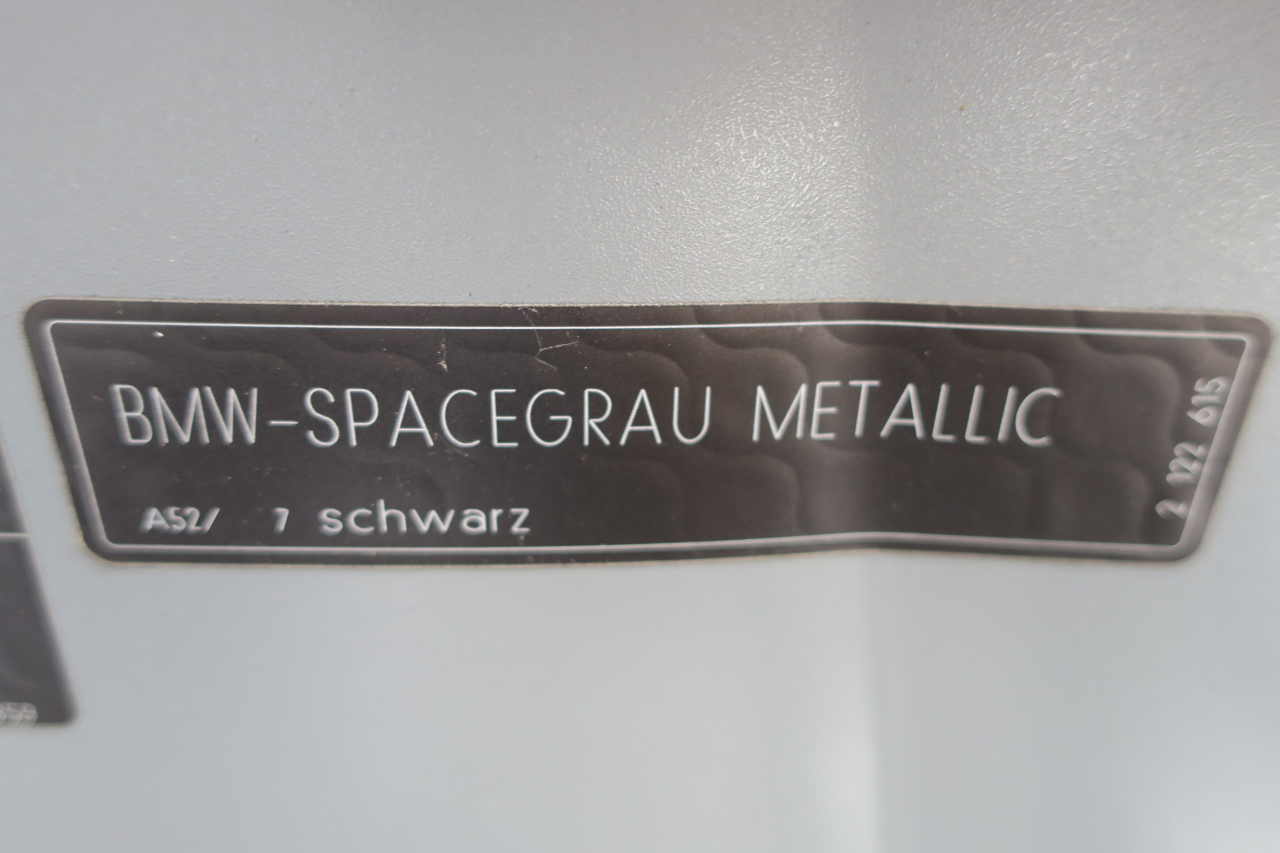 BMW-SPACEGRAU METALLIC
A52/ 7 schwarz
2 122 615